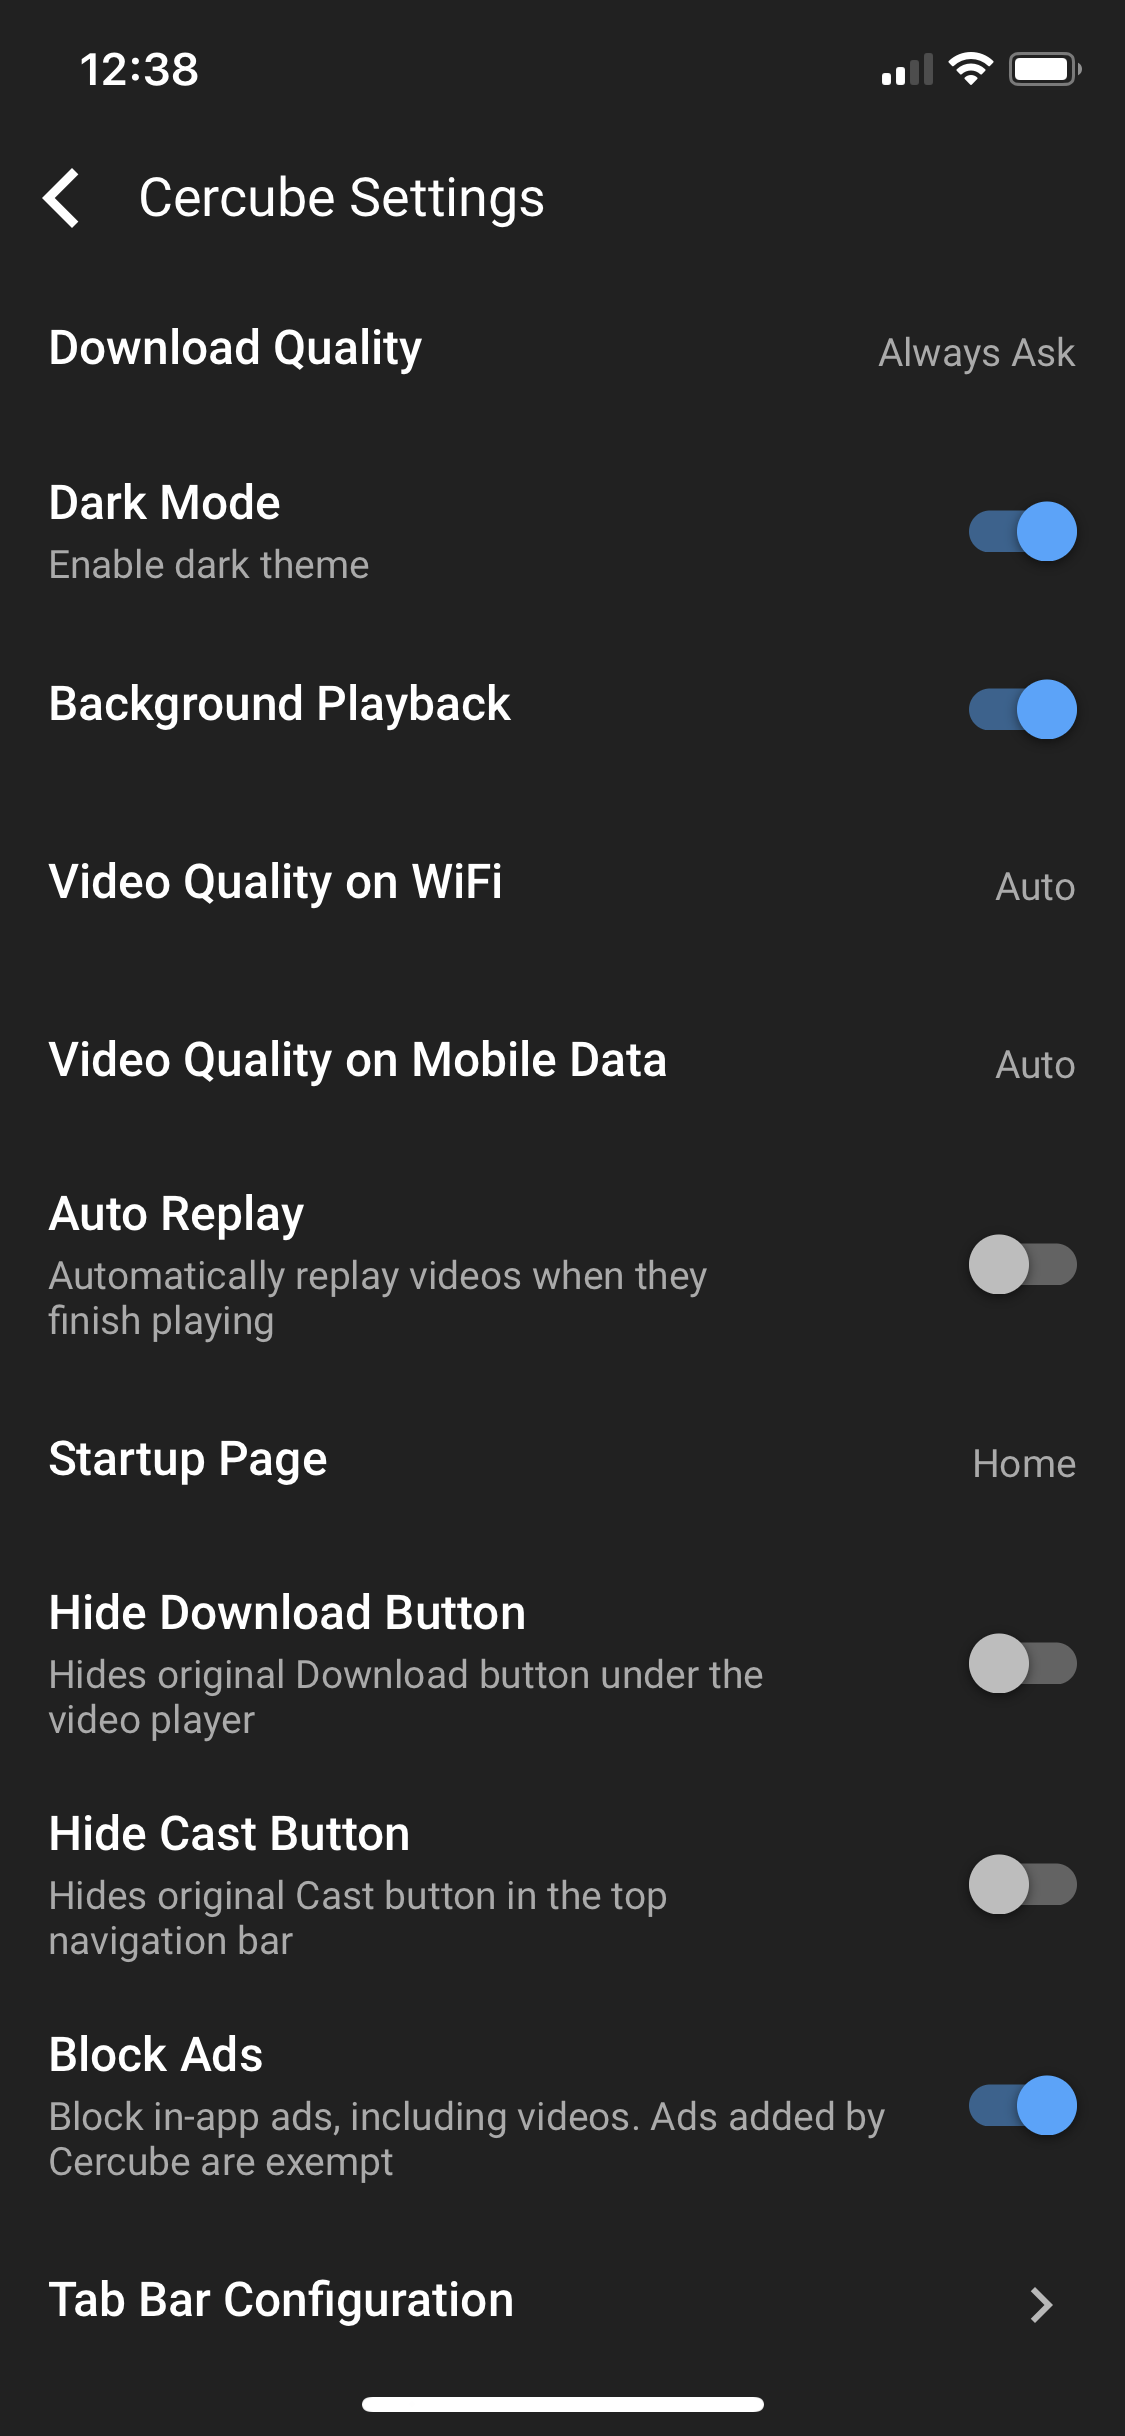 12:38
Cercube Settings
Download Quality
Always Ask
Dark Mode
Enable dark theme
Background Playback
Video Quality on WiFi
Auto
Video Quality on Mobile Data
Auto
Auto Replay
Automatically replay videos when they
finish playing
Startup Page
Home
Hide Download Button
Hides original Download button under the
video player
Hide Cast Button
Hides original Cast button in the top
navigation bar
Block Ads
Block in-app ads, including videos. Ads added by
Cercube are exempt
Tab Bar Configuration